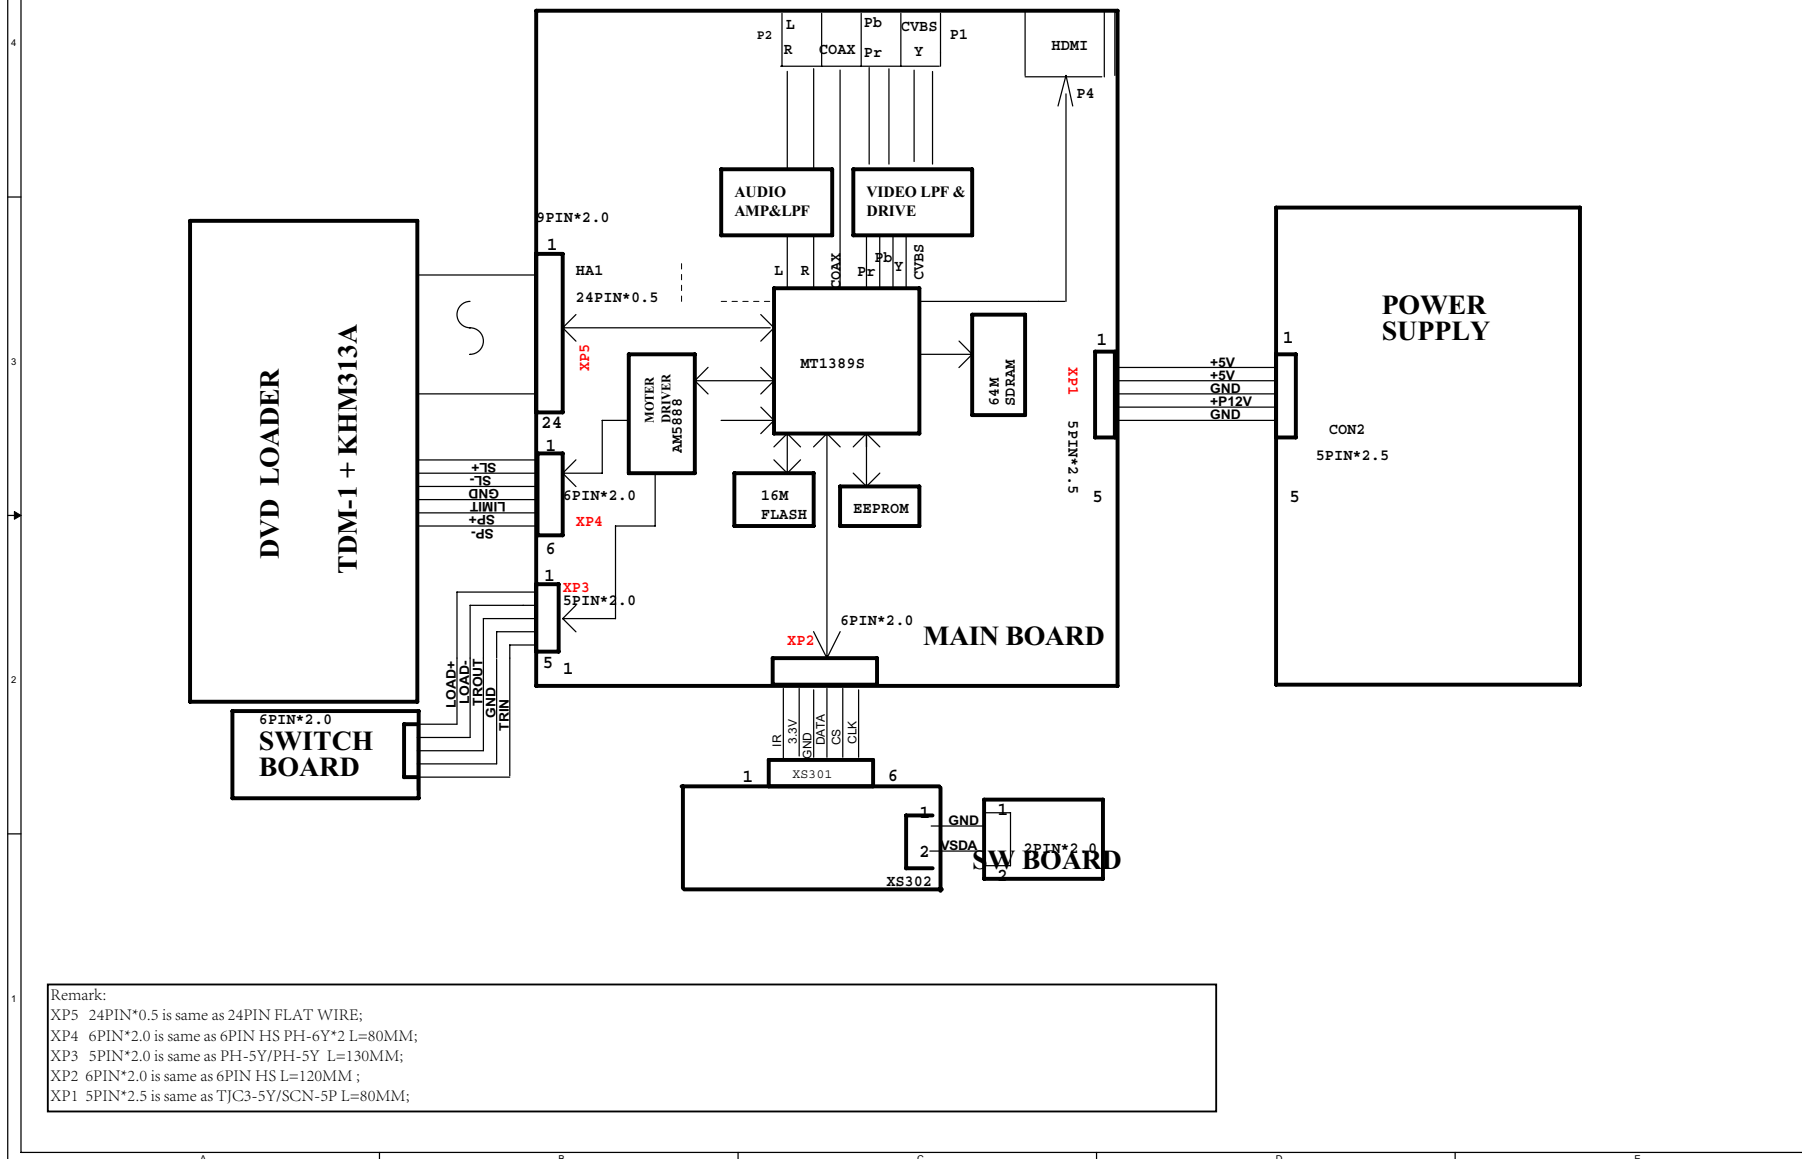 4
L
Pb
CVBS
P2
P1
R
COAX
Pr
Y
HDMI
P4
AUDIO
AMP&LPF
VIDEO LPF &
DRIVE
9PIN*2.0
1
HA1
24PIN*0.5
L
R
COAX
Pr
Pb
Y
CVBS
POWER
SUPPLY
3
DVD LOADER
TDM-1 + KHM313A
XP5
MT1389S
64M
SDRAM
MOTER
DRIVER
AM5888
24
XP1
1
5PIN*2.5
5
+5V
+5V
GND
+P12V
GND
1
CON2
5PIN*2.5
5
SL+
SL-
GND
LIMIT
SP+
SP-
1
6PIN*2.0
XP4
6
16M
FLASH
EEPROM
1
XP3
5PIN*2.0
5
1
6PIN*2.0
XP2
MAIN BOARD
2
LOAD+
LOAD-
TROUT
GND
TRIN
6PIN*2.0
SWITCH
BOARD
IR
3.3V
GND
DATA
CS
CLK
1
XS301
6
1
GND
1
2
VSDA
2PIN*2.0
SW BOARD
2
XS302
1
Remark:
XP5 24PIN*0.5 is same as 24PIN FLAT WIRE;
XP4 6PIN*2.0 is same as 6PIN HS PH-6Y*2 L=80MM;
XP3 5PIN*2.0 is same as PH-5Y/PH-5Y L=130MM;
XP2 6PIN*2.0 is same as 6PIN HS L=120MM ;
XP1 5PIN*2.5 is same as TJC3-5Y/SCN-5P L=80MM;
A
B
C
D
E